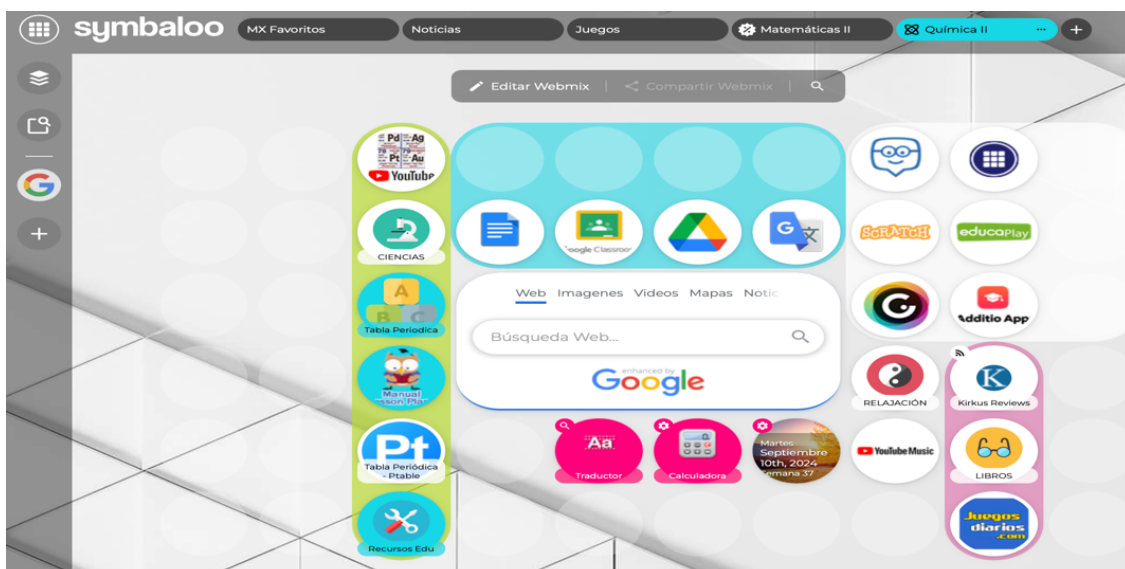 symbaloo
MX Favoritos
Noticias
Juegos
Matemáticas II
Química II
...
+
Editar Webmix
Compartir Webmix
Pd Ag
78 79
Pt Au
YouTube
CIENCIAS
Google Classroom
G
SCRATCH
educaPlay
A
B C
Tabla Periodica
Web Imagenes Videos Mapas Notic
Búsqueda Web...
enhanced by
Google
Additio App
Manual
Lesson Plan
RELAJACIÓN
K
Kirkus Reviews
Pt
Tabla Periódica
- Ptable
Aa
Traductor
Calculadora
Martes
Septiembre
10th, 2024
Semana 37
YouTube Music
LIBROS
Recursos Edu
Juegos
diarios
.com